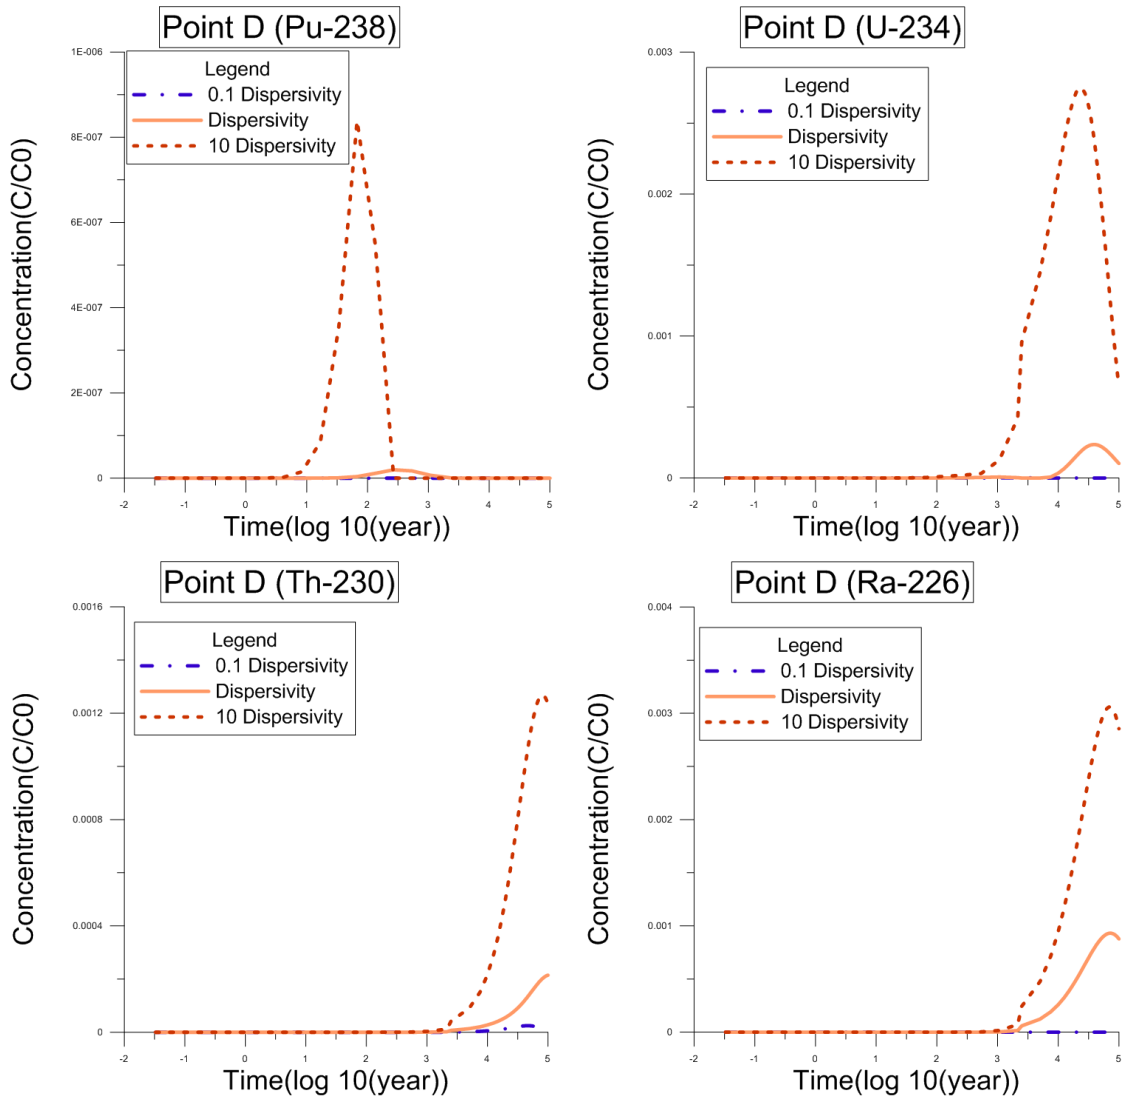 Point D (Pu-238)
1E-006
8E-007
6E-007
4E-007
2E-007
0
Concentration(C/C0)
Legend
0.1 Dispersivity
Dispersivity
10 Dispersivity
-2 -1 0 1 2 3 4 5
Time(log 10(year))
Point D (U-234)
0.003
0.002
0.001
0
Concentration(C/C0)
Legend
0.1 Dispersivity
Dispersivity
10 Dispersivity
-2 -1 0 1 2 3 4 5
Time(log 10(year))
Point D (Th-230)
0.0016
0.0012
0.0008
0.0004
0
Concentration(C/C0)
Legend
0.1 Dispersivity
Dispersivity
10 Dispersivity
-2 -1 0 1 2 3 4 5
Time(log 10(year))
Point D (Ra-226)
0.004
0.003
0.002
0.001
0
Concentration(C/C0)
Legend
0.1 Dispersivity
Dispersivity
10 Dispersivity
-2 -1 0 1 2 3 4 5
Time(log 10(year))